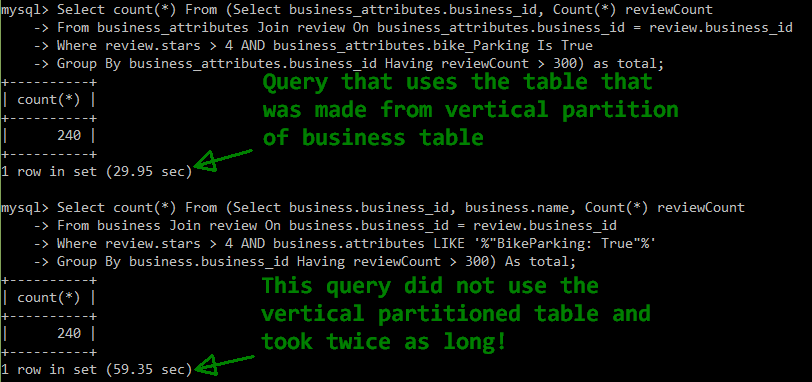 mysql> Select count(*) From (Select business_attributes.business_id, Count(*) reviewCount
-> From business_attributes Join review On business_attributes.business_id = review.business_id
-> Where review.stars > 4 AND business_attributes.bike_Parking Is True
-> Group By business_attributes.business_id Having reviewCount > 300) as total;
+----------+
| count(*) |
+----------+
|      240 |
+----------+
1 row in set (29.95 sec)
Query that uses the table that
was made from vertical partition
of business table
mysql> Select count(*) From (Select business.business_id, business.name, Count(*) reviewCount
-> From business Join review On business.business_id = review.business_id
-> Where review.stars > 4 AND business.attributes LIKE '%"BikeParking: True"%'
-> Group By business.business_id Having reviewCount > 300) As total;
+----------+
| count(*) |
+----------+
|      240 |
+----------+
1 row in set (59.35 sec)
This query did not use the
vertical partitioned table and
took twice as long!